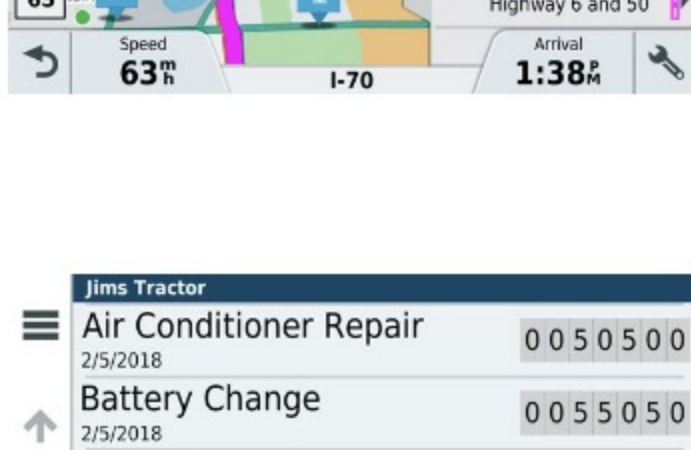 65
Highway 6 and 50
Speed
63 mh
I-70
Arrival
1:38 PM
Jims Tractor
Air Conditioner Repair
0050500
2/5/2018
Battery Change
0055050
2/5/2018